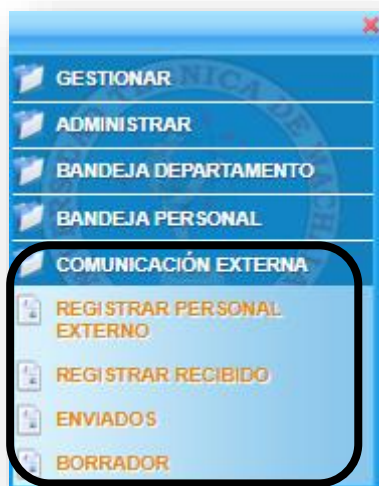 GESTIONAR
ADMINISTRAR
BANDEJA DEPARTAMENTO
BANDEJA PERSONAL
COMUNICACIÓN EXTERNA
REGISTRAR PERSONAL
EXTERNO
REGISTRAR RECIBIDO
ENVIADOS
BORRADOR